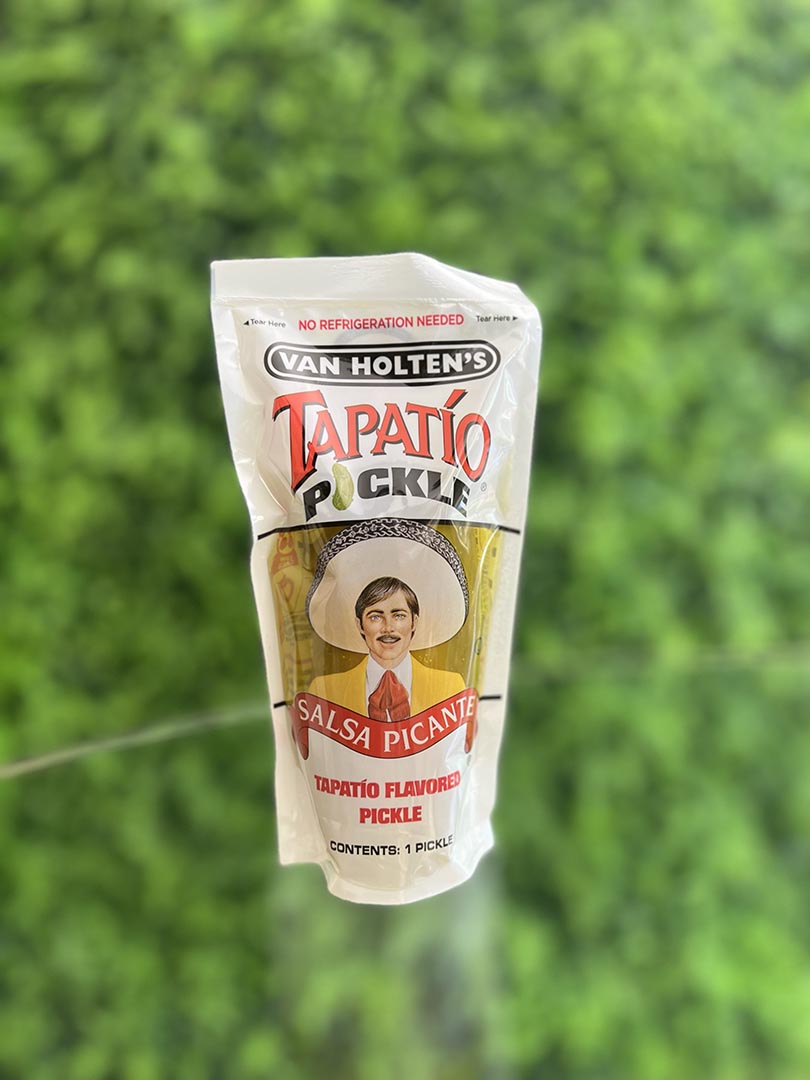 ◀Tear Here NO REFRIGERATION NEEDED Tear Here▶
VAN HOLTEN'S
TAPATÍO
PICKLE®
SALSA PICANTE
TAPATÍO FLAVORED
PICKLE
CONTENTS: 1 PICKLE